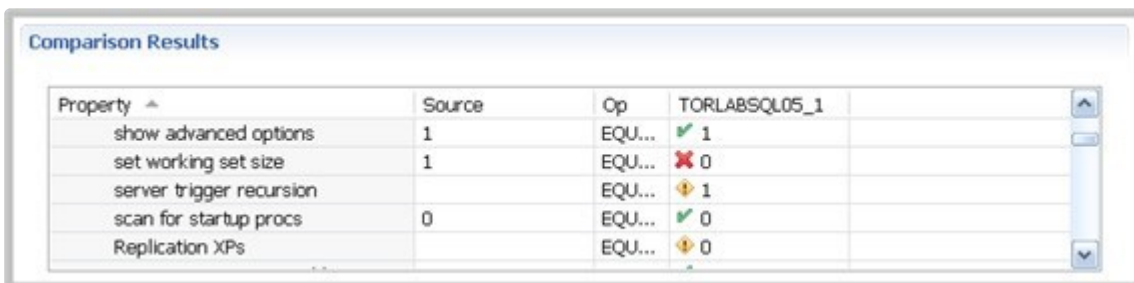 Comparison Results
Property Source Op TORLABSQL05_1
show advanced options 1 EQU... 1
set working set size 1 EQU... 0
server trigger recursion EQU... 1
scan for startup procs 0 EQU... 0
Replication XPs EQU... 0